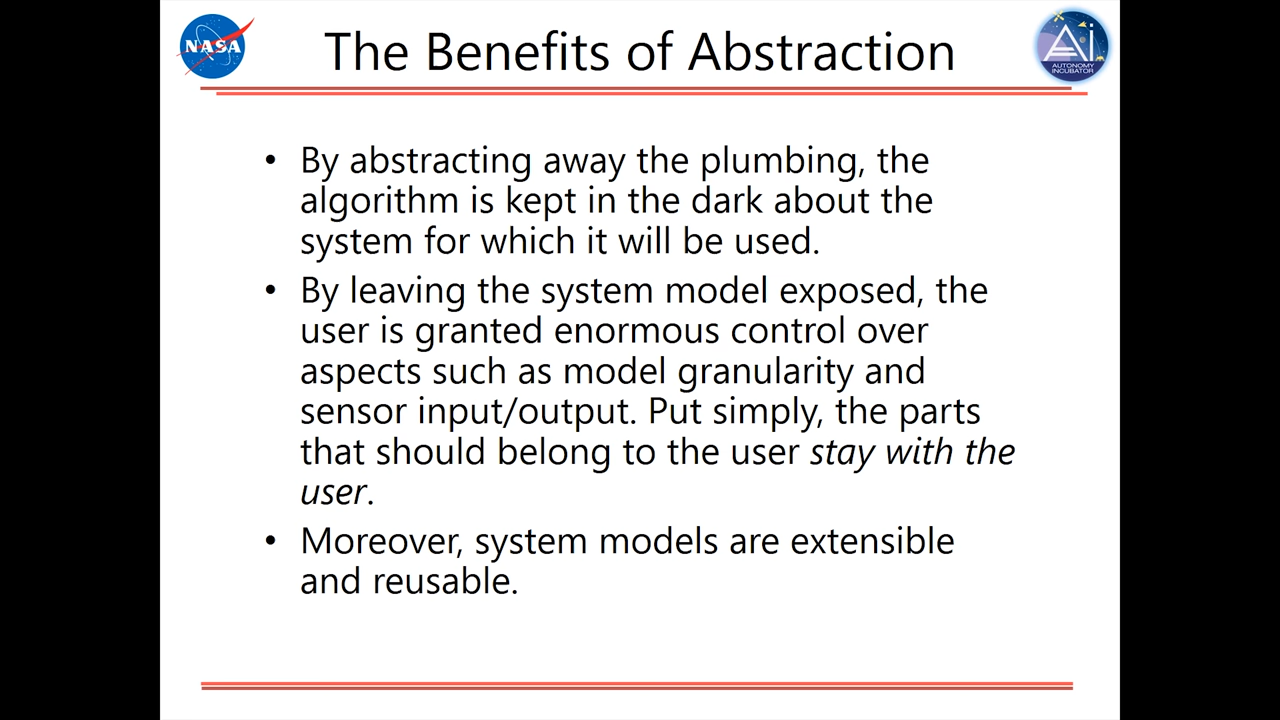 NASA
The Benefits of Abstraction
Ai
AUTONOMY
INCUBATOR
• By abstracting away the plumbing, the
algorithm is kept in the dark about the
system for which it will be used.
• By leaving the system model exposed, the
user is granted enormous control over
aspects such as model granularity and
sensor input/output. Put simply, the parts
that should belong to the user stay with the
user.
• Moreover, system models are extensible
and reusable.